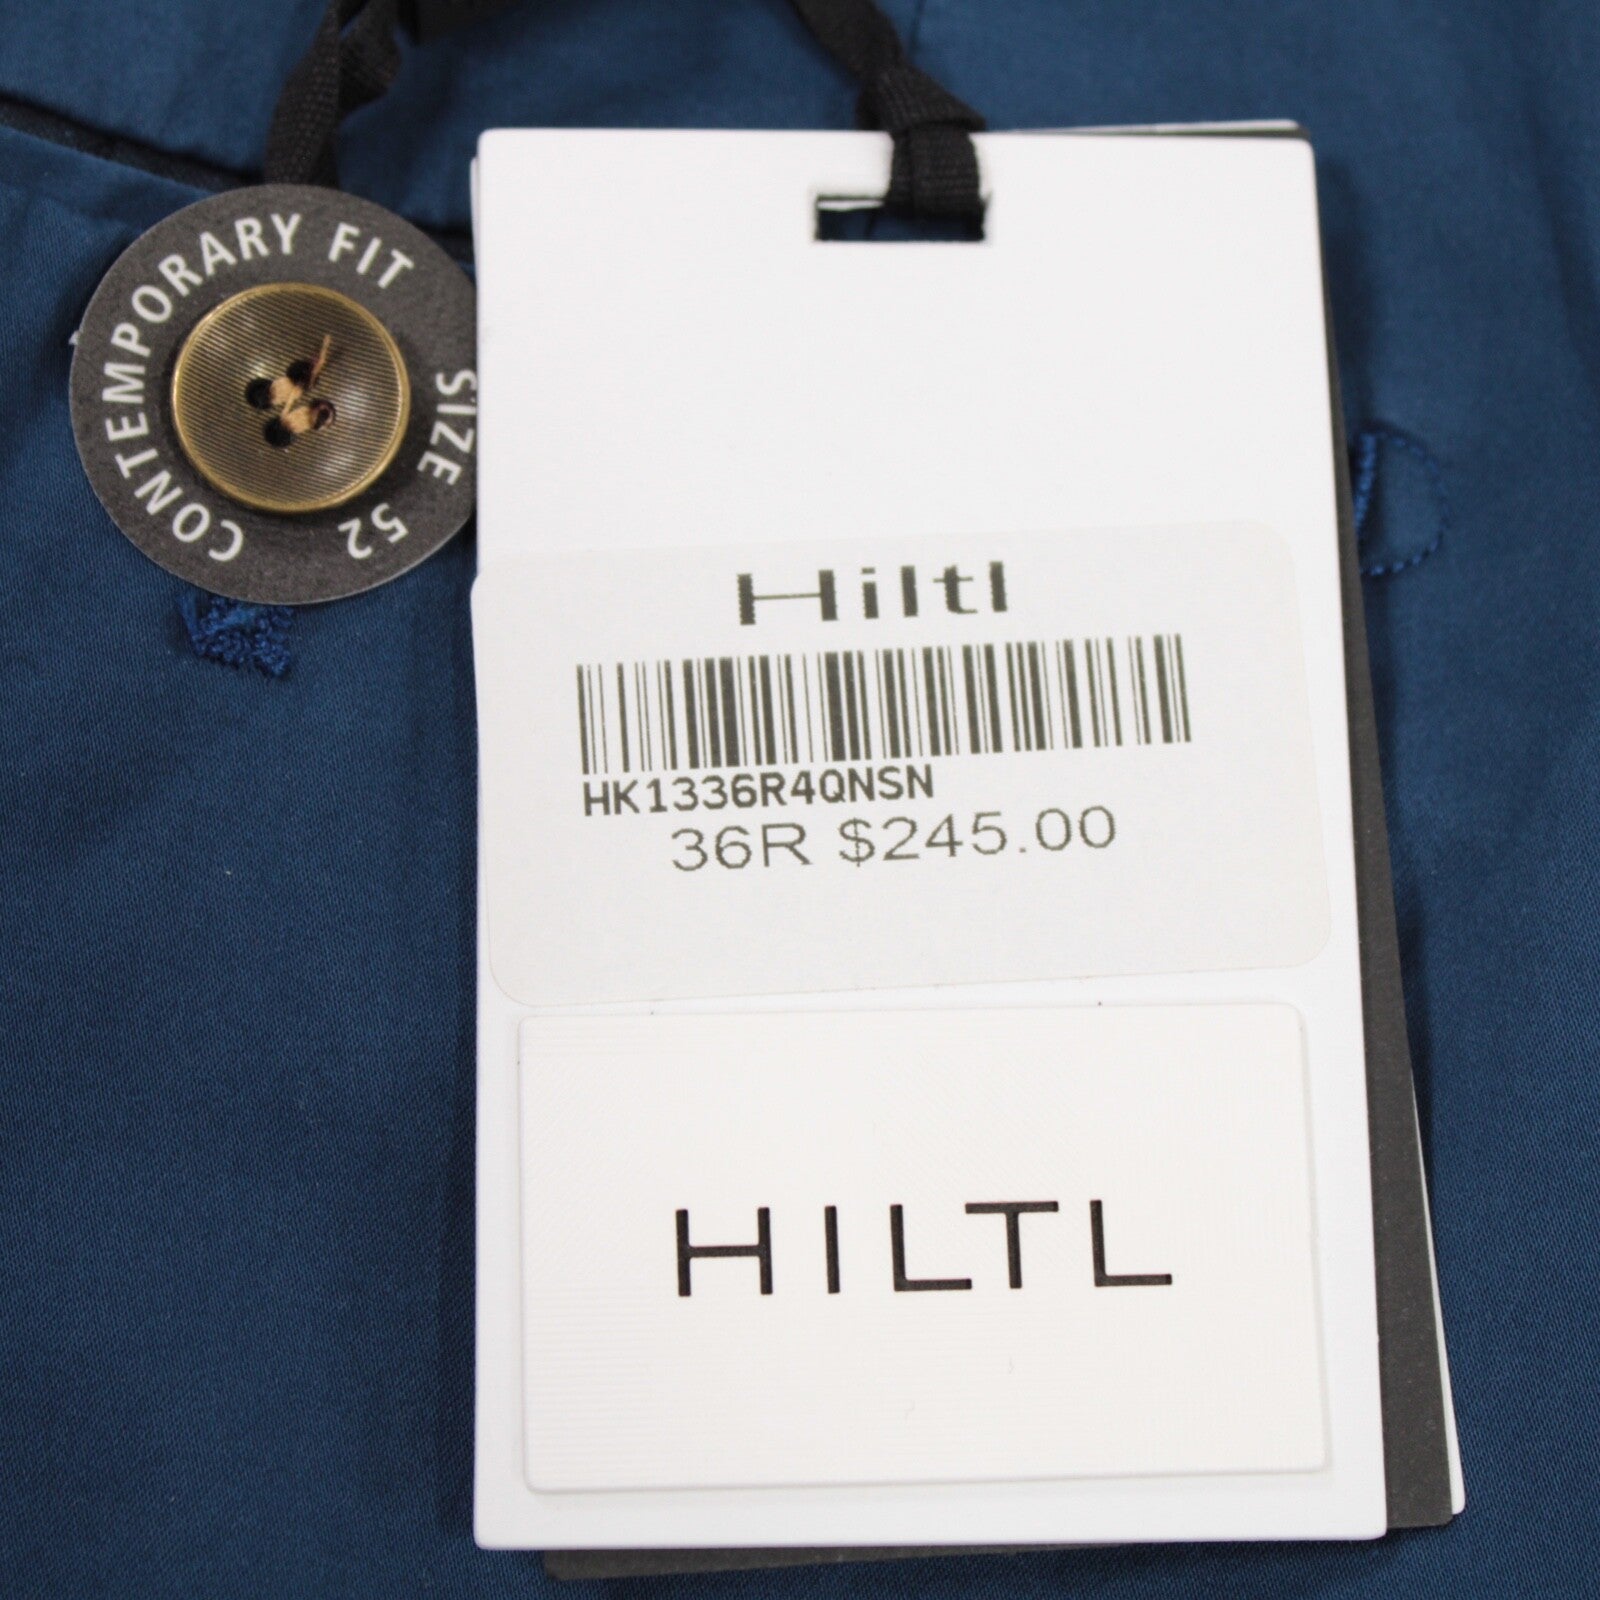 CONTEMPORARY FIT
SIZE 52
Hiltl
HK1336R4QNSN
36R $245.00
HILTL